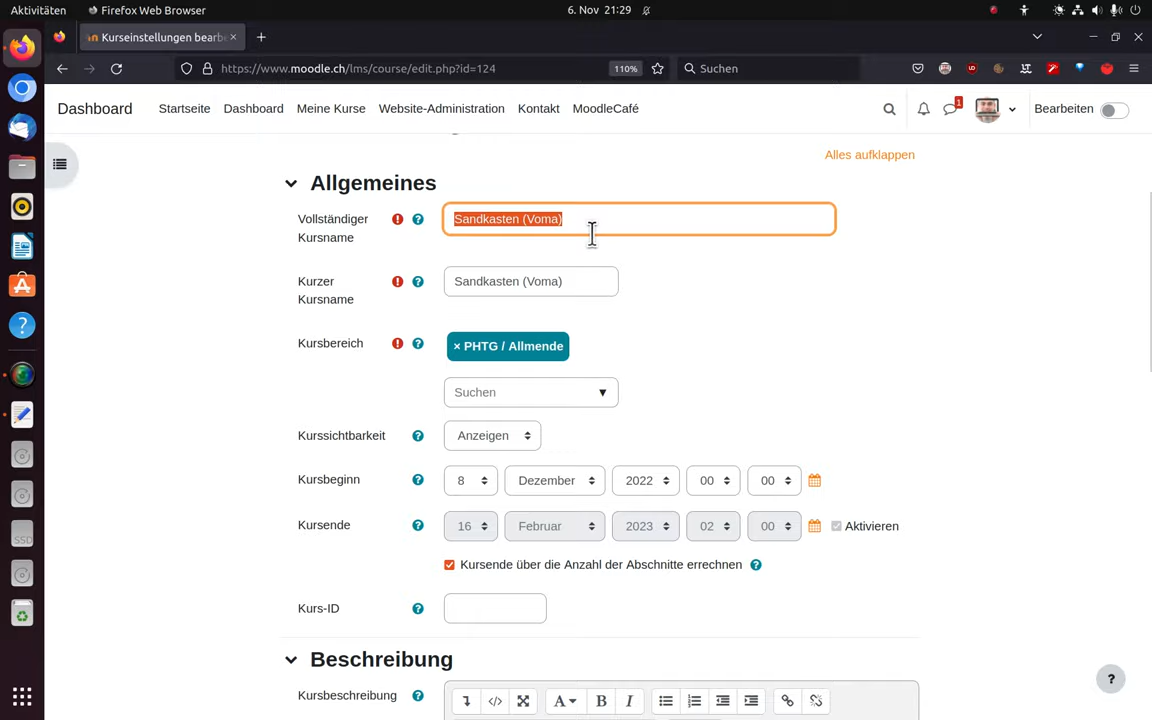 Aktivitäten Firefox Web Browser 6. Nov 21:29
Kurseinstellungen bearbe
https://www.moodle.ch/lms/course/edit.php?id=124 110% Suchen
Dashboard Startseite Dashboard Meine Kurse Website-Administration Kontakt MoodleCafé 1 Bearbeiten
Alles aufklappen
Allgemeines
Vollständiger Kursname Sandkasten (Voma)
Kurzer Kursname Sandkasten (Voma)
Kursbereich × PHTG / Allmende
Suchen
Kurssichtbarkeit Anzeigen
Kursbeginn 8 Dezember 2022 00 00
Kursende 16 Februar 2023 02 00 Aktivieren
Kursende über die Anzahl der Abschnitte errechnen
Kurs-ID
Beschreibung
Kursbeschreibung A B I